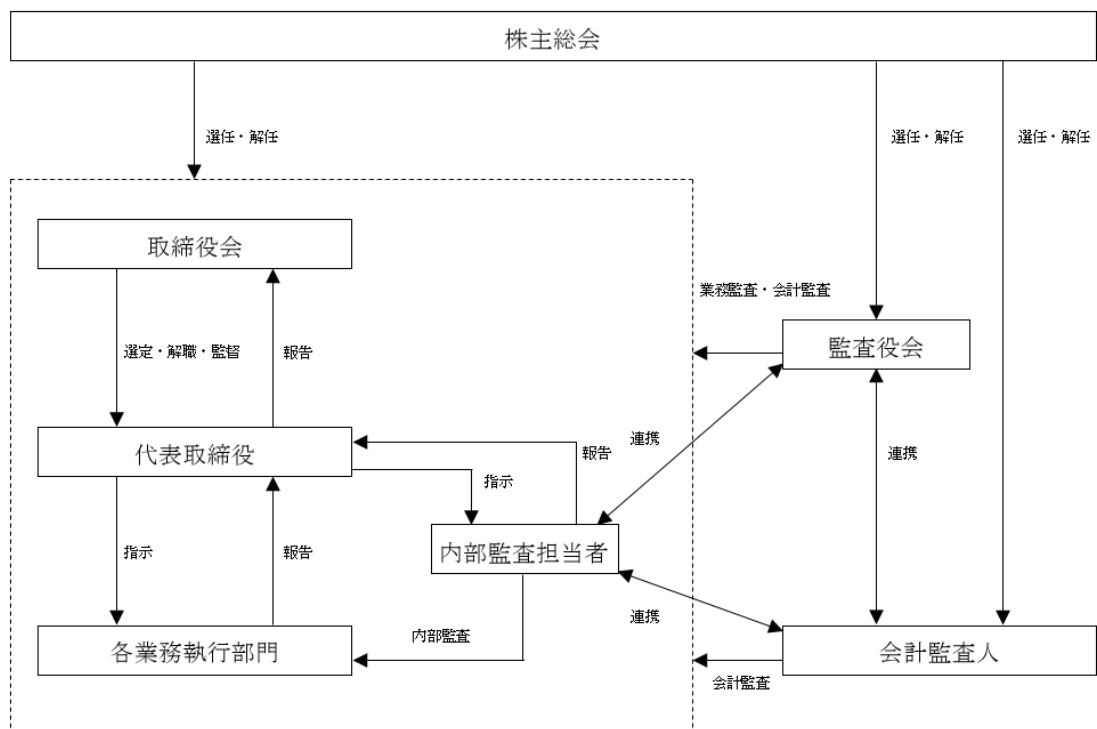 株主総会
選任・解任
選任・解任
選任・解任
取締役会
業務監査・会計監査
監査役会
選定・解職・監督
報告
代表取締役
報告
連携
連携
指示
内部監査担当者
指示
報告
連携
内部監査
各業務執行部門
会計監査人
会計監査